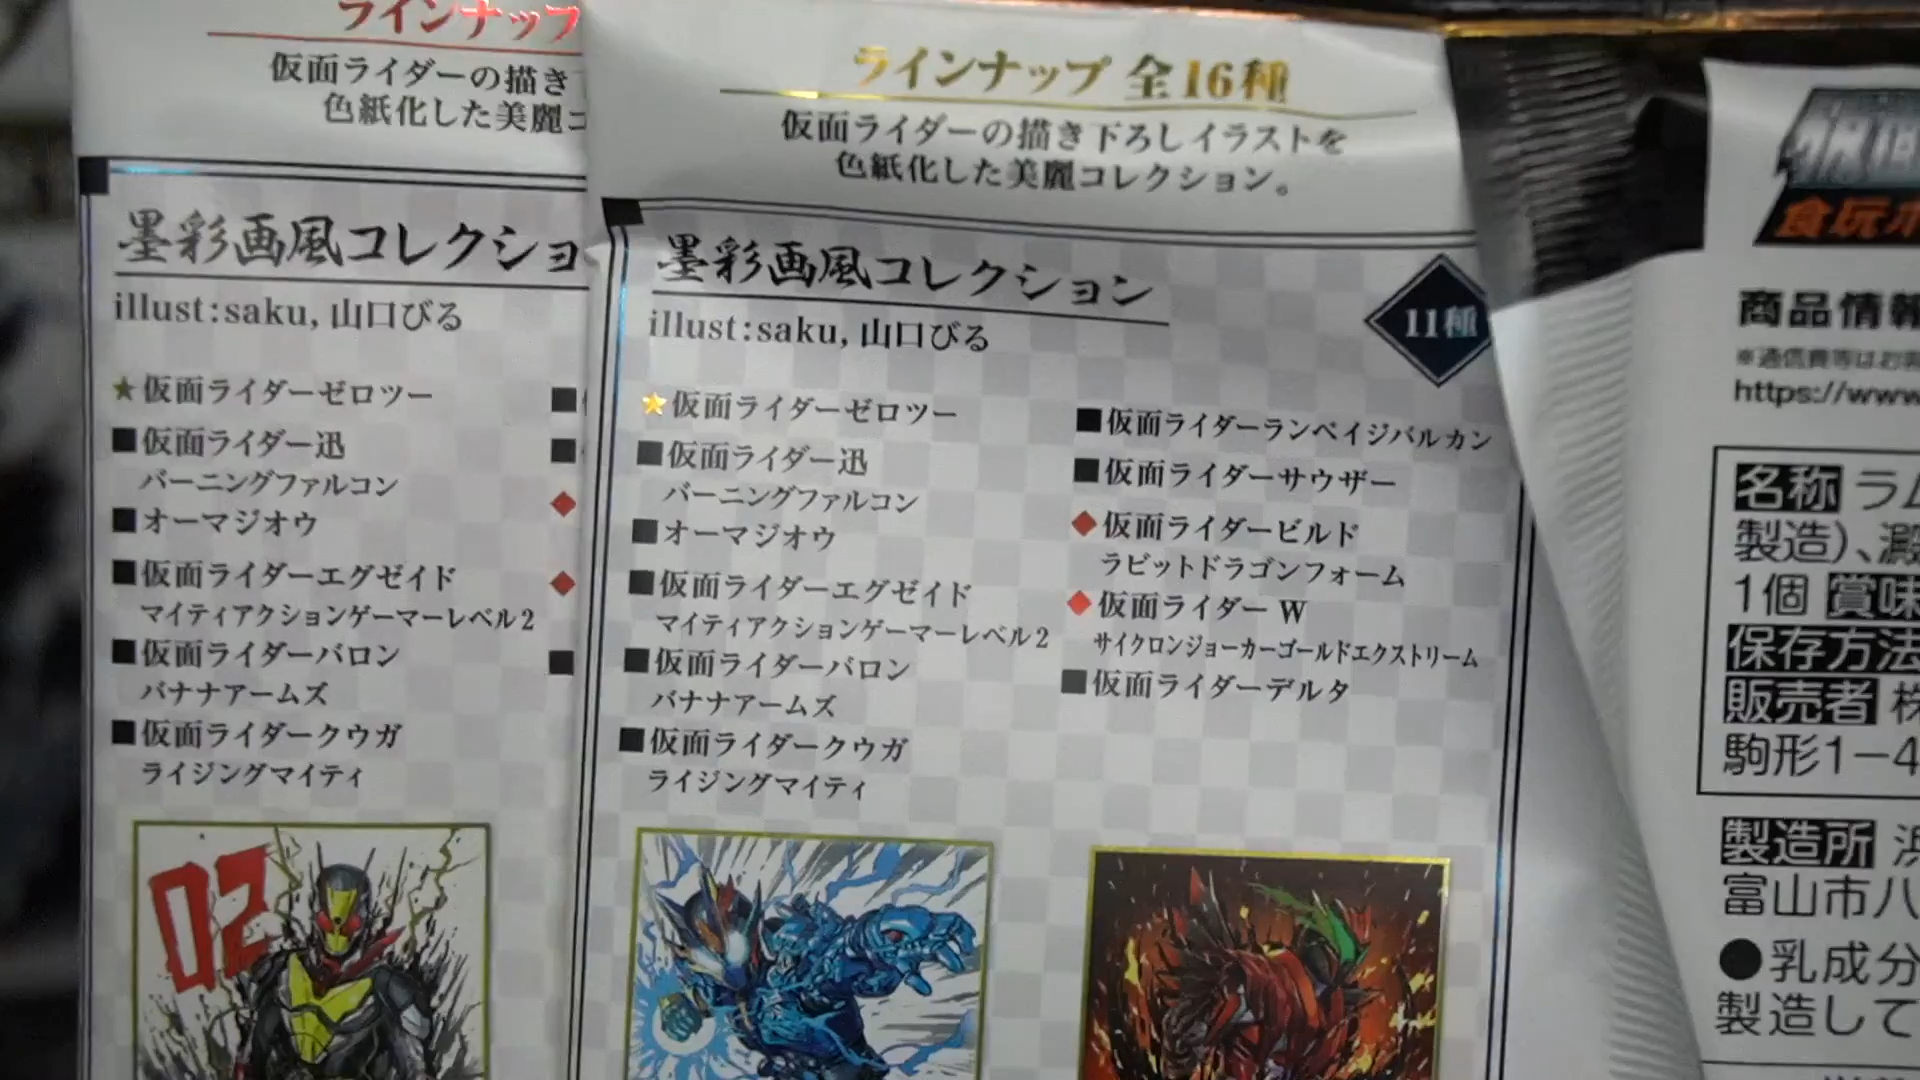 ラインナップ
仮面ライダーの描き
色紙化した美麗コ
墨彩画風コレクショ
illust:saku, 山口びる
★仮面ライダーゼロツー
■仮面ライダー迅
バーニングファルコン
■オーマジオウ
■仮面ライダーエグゼイド
マイティアクションゲーマーレベル2
■仮面ライダーバロン
バナナアームズ
■仮面ライダークウガ
ライジングマイティ
02
ラインナップ 全16種
仮面ライダーの描き下ろしイラストを
色紙化した美麗コレクション。
墨彩画風コレクション
11種
illust:saku, 山口びる
★仮面ライダーゼロツー
■仮面ライダー迅
バーニングファルコン
■オーマジオウ
■仮面ライダーエグゼイド
マイティアクションゲーマーレベル2
■仮面ライダーバロン
バナナアームズ
■仮面ライダークウガ
ライジングマイティ
■仮面ライダーランペイジバルカン
■仮面ライダーサウザー
◆仮面ライダービルド
ラビットドラゴンフォーム
◆仮面ライダー W
サイクロンジョーカーゴールドエクストリーム
■仮面ライダーデルタ
食玩
商品情報
※通信費等はお客
https://www
名称 ラム
製造)、澱
1個 賞味
保存方法
販売者 株
駒形1-4
製造所 浜
富山市八
●乳成分
製造して